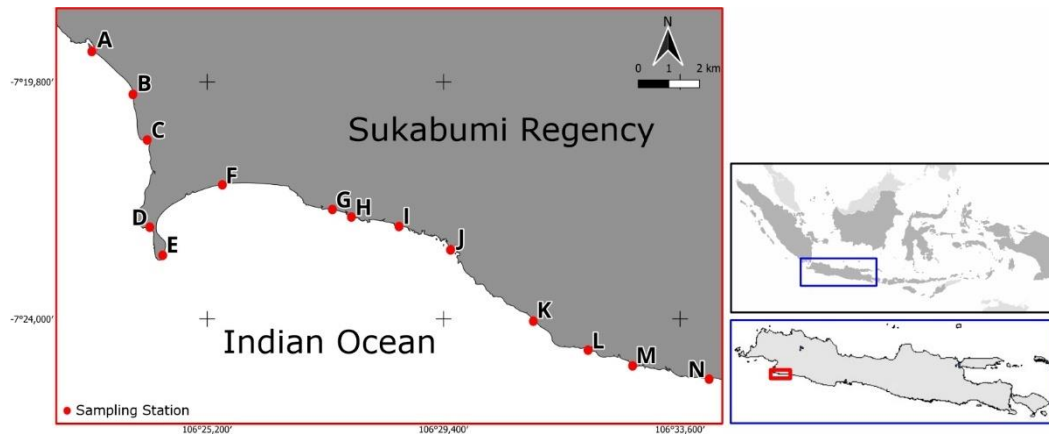 A
N
-7°19,800'
B
0 1 2 km
C
Sukabumi Regency
F
G
H
D
I
E
J
K
-7°24,000'
Indian Ocean
L
M
N
Sampling Station
106°25,200' 106°29,400' 106°33,600'